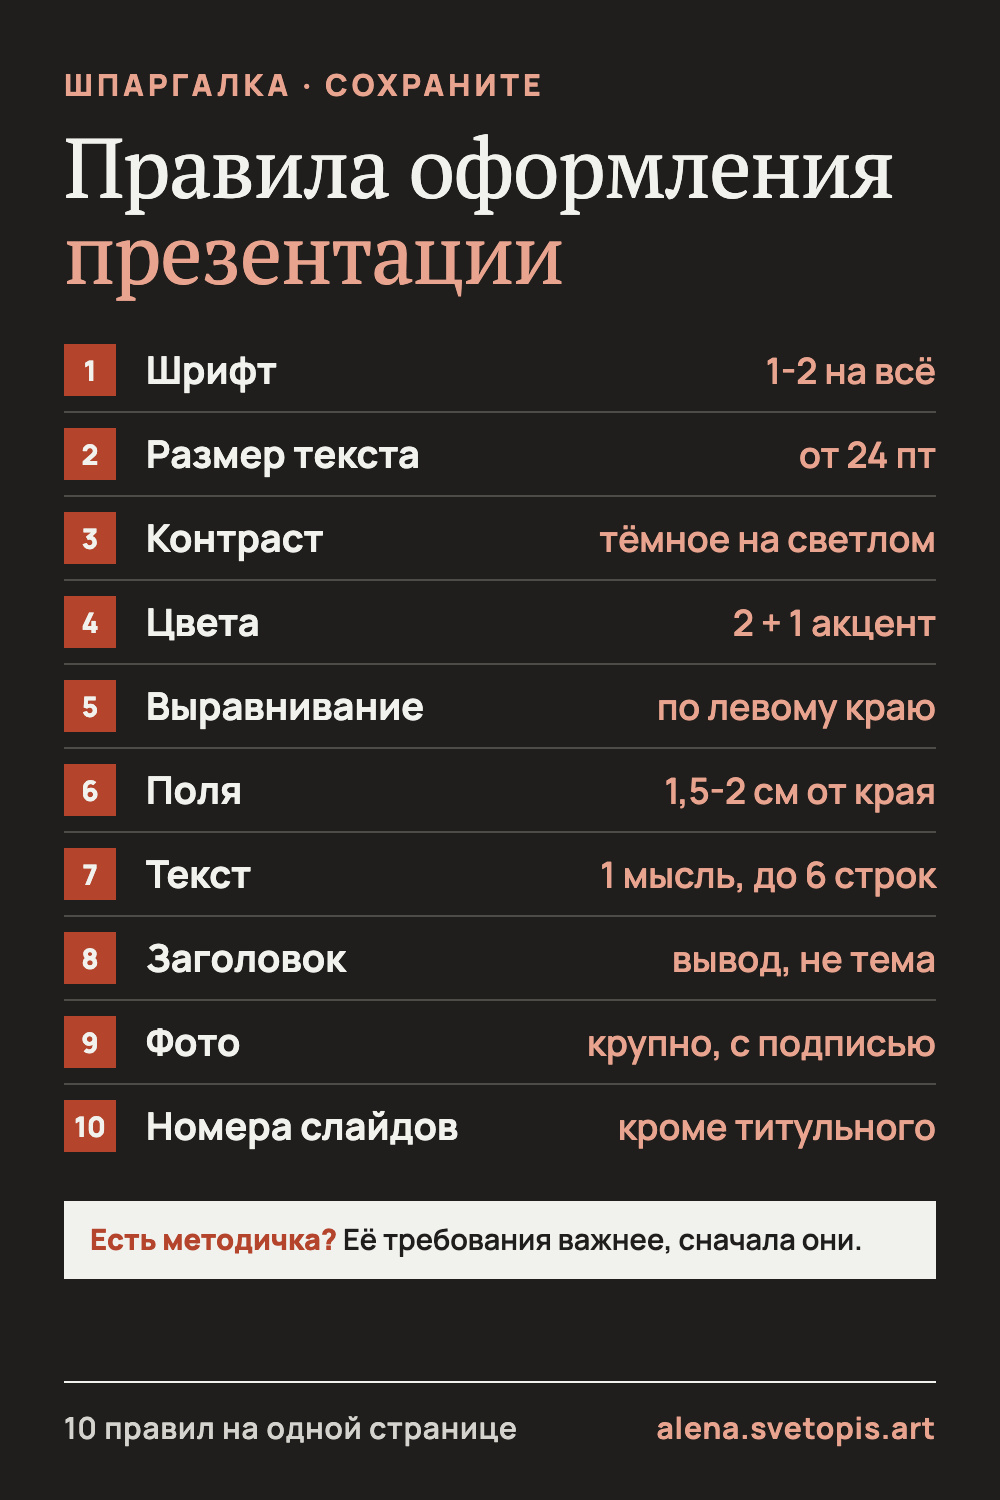 ШПАРГАЛКА · СОХРАНИТЕ
Правила оформления
презентации
1 Шрифт 1-2 на всё
2 Размер текста от 24 пт
3 Контраст тёмное на светлом
4 Цвета 2 + 1 акцент
5 Выравнивание по левому краю
6 Поля 1,5-2 см от края
7 Текст 1 мысль, до 6 строк
8 Заголовок вывод, не тема
9 Фото крупно, с подписью
10 Номера слайдов кроме титульного
Есть методичка? Её требования важнее, сначала они.
10 правил на одной странице alena.svetopis.art